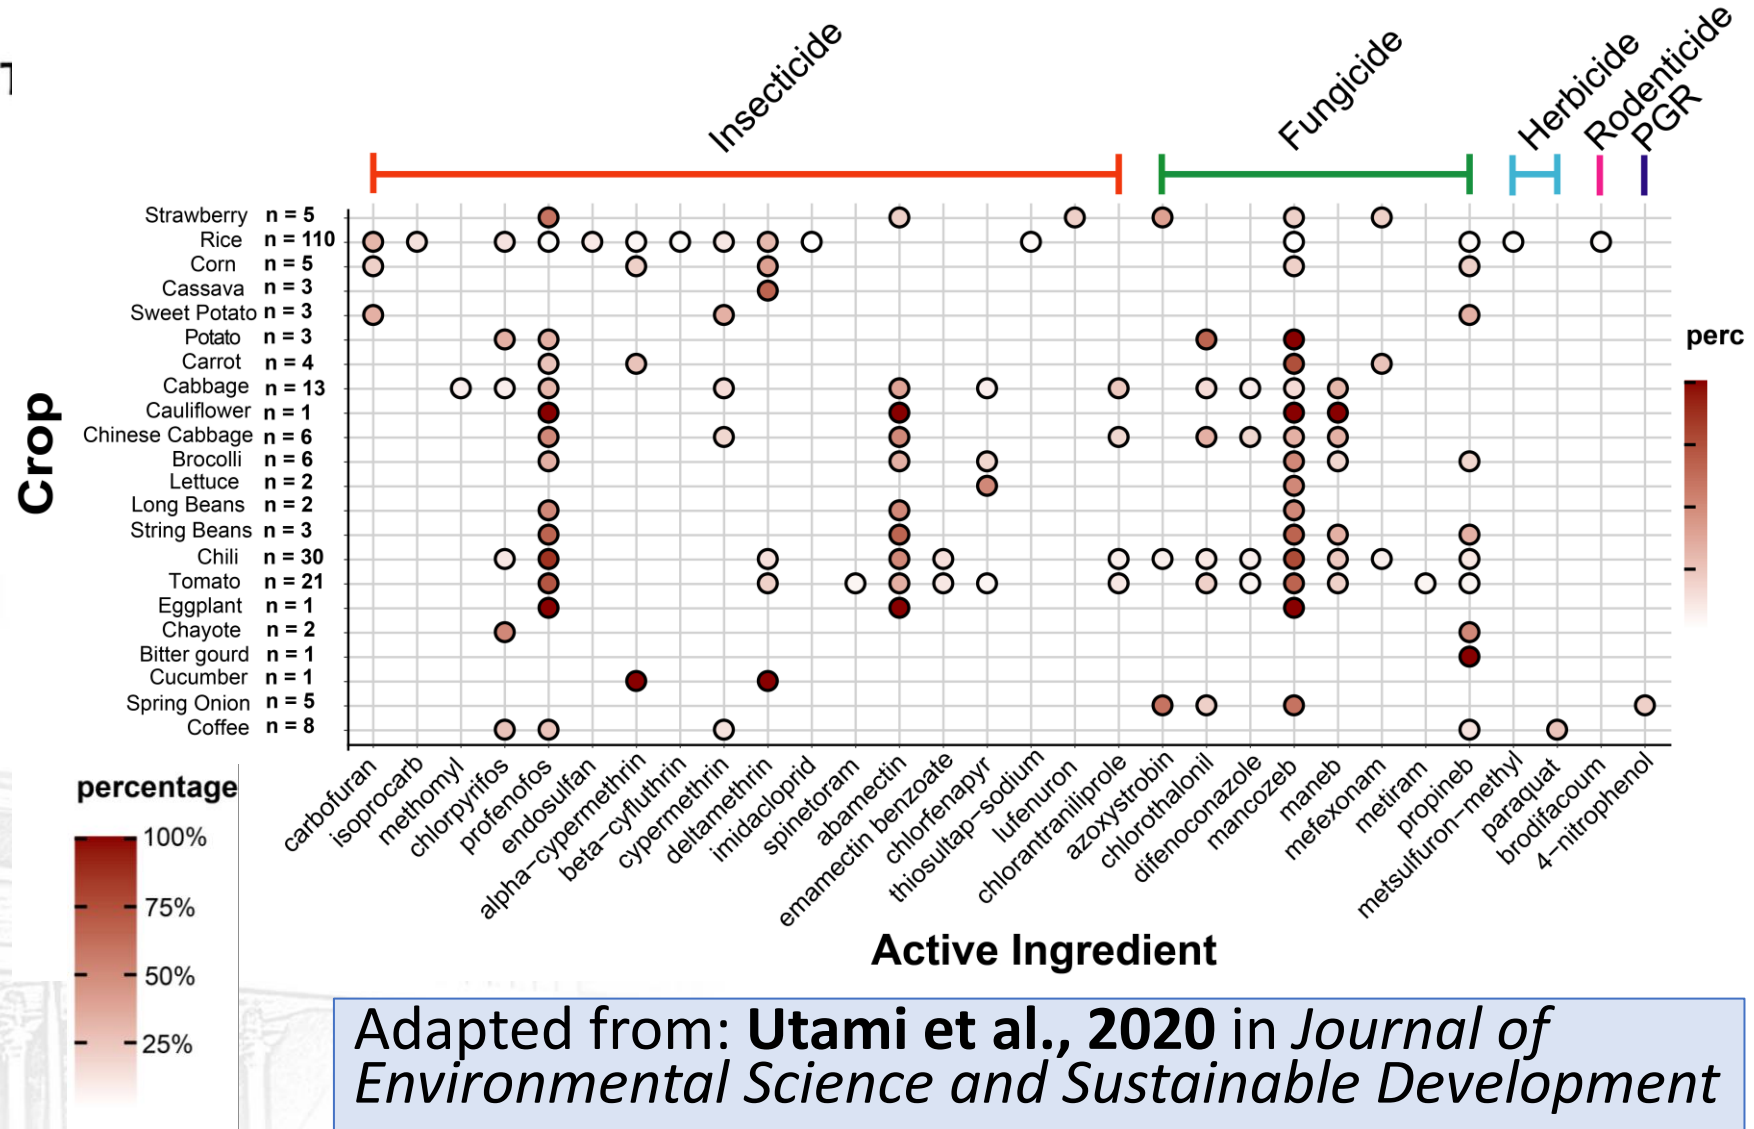 T
Insecticide
Fungicide
Herbicide
Rodenticide
PGR
Strawberry n = 5
Rice n = 110
Corn n = 5
Cassava n = 3
Sweet Potato n = 3
Potato n = 3
Carrot n = 4
Cabbage n = 13
Cauliflower n = 1
Chinese Cabbage n = 6
Brocolli n = 6
Lettuce n = 2
Long Beans n = 2
String Beans n = 3
Chili n = 30
Tomato n = 21
Eggplant n = 1
Chayote n = 2
Bitter gourd n = 1
Cucumber n = 1
Spring Onion n = 5
Coffee n = 8
Crop
perc
carbofuran
isoprocarb
methomyl
chlorpyrifos
profenofos
endosulfan
alpha−cypermethrin
beta−cyfluthrin
cypermethrin
deltamethrin
imidacloprid
spinetoram
abamectin
emamectin benzoate
chlorfenapyr
thiosultap−sodium
lufenuron
chlorantraniliprole
azoxystrobin
chlorothalonil
difenoconazole
mancozeb
maneb
mefexonam
metiram
propineb
metsulfuron−methyl
paraquat
brodifacoum
4−nitrophenol
Active Ingredient
percentage
100%
75%
50%
25%
Adapted from: Utami et al., 2020 in Journal of
Environmental Science and Sustainable Development